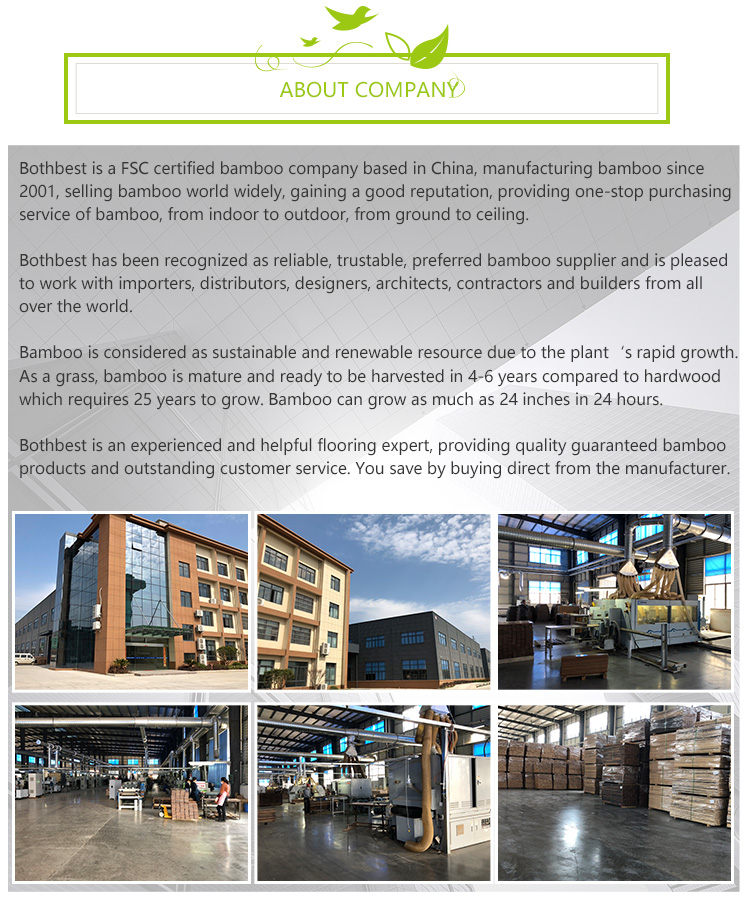 ABOUT COMPANY
Bothbest is a FSC certified bamboo company based in China, manufacturing bamboo since
2001, selling bamboo world widely, gaining a good reputation, providing one-stop purchasing
service of bamboo, from indoor to outdoor, from ground to ceiling.
Bothbest has been recognized as reliable, trustable, preferred bamboo supplier and is pleased
to work with importers, distributors, designers, architects, contractors and builders from all
over the world.
Bamboo is considered as sustainable and renewable resource due to the plant ‘s rapid growth.
As a grass, bamboo is mature and ready to be harvested in 4-6 years compared to hardwood
which requires 25 years to grow. Bamboo can grow as much as 24 inches in 24 hours.
Bothbest is an experienced and helpful flooring expert, providing quality guaranteed bamboo
products and outstanding customer service. You save by buying direct from the manufacturer.